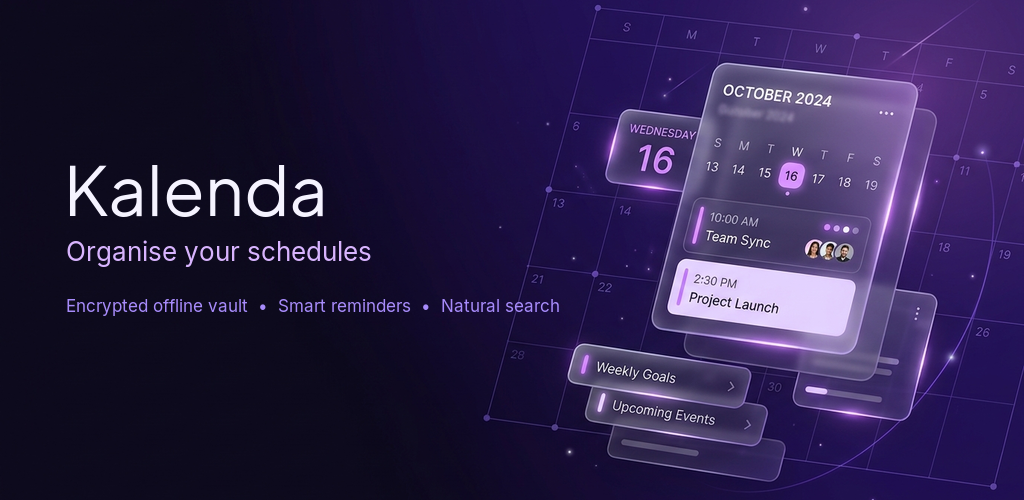 Kalenda
Organise your schedules
Encrypted offline vault • Smart reminders • Natural search
S M T W T F S
5
6
11
13 14
18 19
21 22
26
28
30
WEDNESDAY
16
OCTOBER 2024
October 2024
S M T W T F S
13 14 15 16 17 18 19
10:00 AM
Team Sync
2:30 PM
Project Launch
Weekly Goals
Upcoming Events